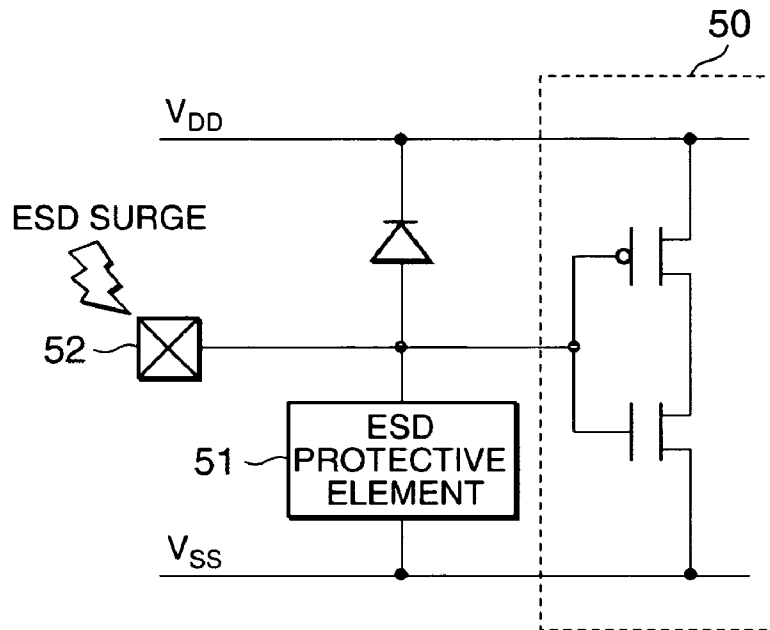 50
V_DD
ESD SURGE
52
51
ESD
PROTECTIVE
ELEMENT
V_SS